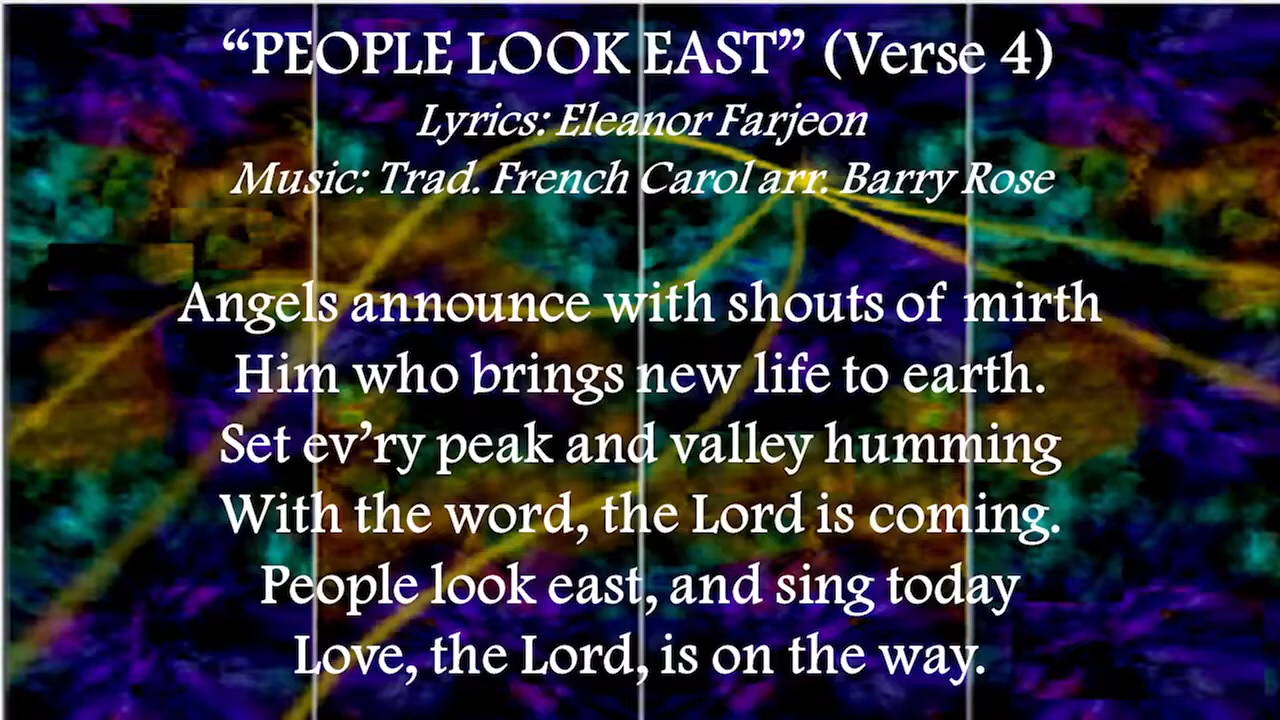 “PEOPLE LOOK EAST” (Verse 4)
Lyrics: Eleanor Farjeon
Music: Trad. French Carol arr. Barry Rose
Angels announce with shouts of mirth
Him who brings new life to earth.
Set ev’ry peak and valley humming
With the word, the Lord is coming.
People look east, and sing today
Love, the Lord, is on the way.